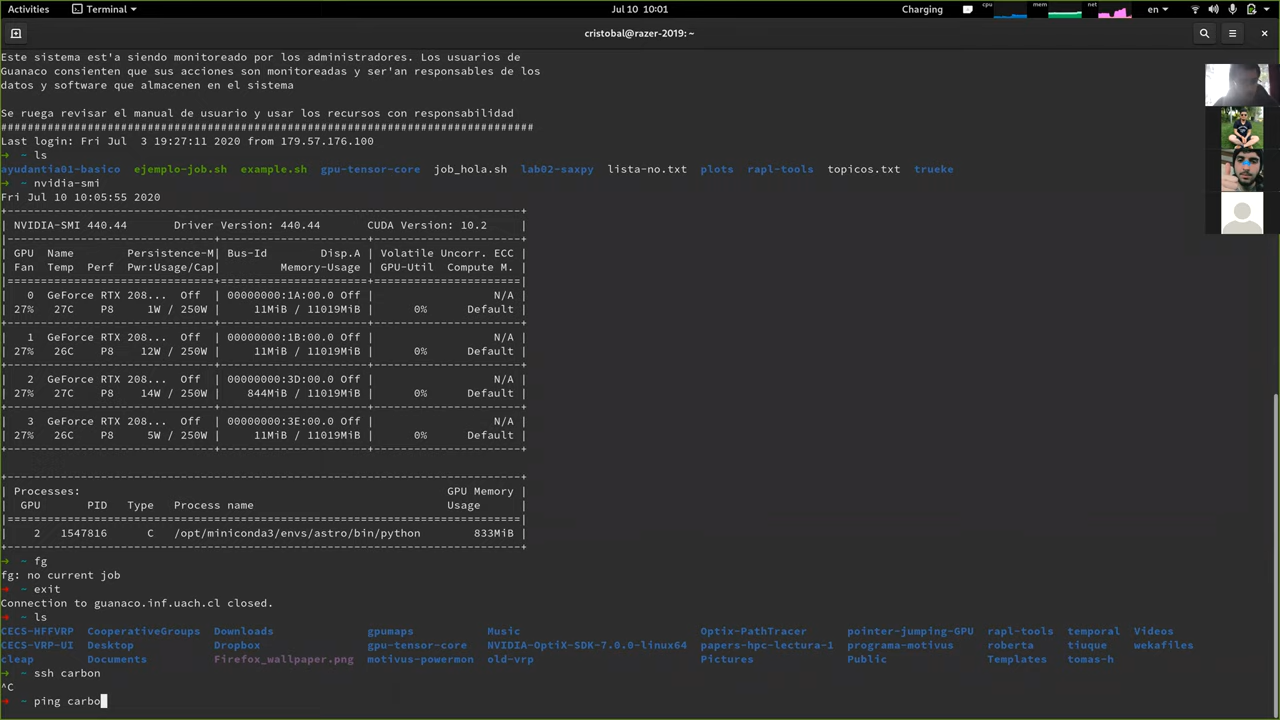 Activities Terminal Jul 10 10:01 Charging cpu mem net en
cristobal@razer-2019: ~
Este sistema est'a siendo monitoreado por los administradores. Los usuarios de
Guanaco consienten que sus acciones son monitoreadas y ser'an responsables de los
datos y software que almacenen en el sistema
Se ruega revisar el manual de usuario y usar los recursos con responsabilidad
################################################################################
Last login: Fri Jul  3 19:27:11 2020 from 179.57.176.100
→ ~ ls
ayudantia01-basico ejemplo-job.sh example.sh gpu-tensor-core job_hola.sh lab02-saxpy lista-no.txt plots rapl-tools topicos.txt trueke
→ ~ nvidia-smi
Fri Jul 10 10:05:55 2020
+-----------------------------------------------------------------------------+
| NVIDIA-SMI 440.44       Driver Version: 440.44       CUDA Version: 10.2     |
|-------------------------------+----------------------+----------------------+
| GPU  Name        Persistence-M| Bus-Id        Disp.A | Volatile Uncorr. ECC |
| Fan  Temp  Perf  Pwr:Usage/Cap|         Memory-Usage | GPU-Util  Compute M. |
|===============================+======================+======================|
|   0  GeForce RTX 208...  Off  | 00000000:1A:00.0 Off |                  N/A |
| 27%   27C    P8     1W / 250W |     11MiB / 11019MiB |      0%      Default |
+-------------------------------+----------------------+----------------------+
|   1  GeForce RTX 208...  Off  | 00000000:1B:00.0 Off |                  N/A |
| 27%   26C    P8    12W / 250W |     11MiB / 11019MiB |      0%      Default |
+-------------------------------+----------------------+----------------------+
|   2  GeForce RTX 208...  Off  | 00000000:3D:00.0 Off |                  N/A |
| 27%   27C    P8    14W / 250W |    844MiB / 11019MiB |      0%      Default |
+-------------------------------+----------------------+----------------------+
|   3  GeForce RTX 208...  Off  | 00000000:3E:00.0 Off |                  N/A |
| 27%   26C    P8     5W / 250W |     11MiB / 11019MiB |      0%      Default |
+-------------------------------+----------------------+----------------------+
+-----------------------------------------------------------------------------+
| Processes:                                                       GPU Memory |
|  GPU       PID   Type   Process name                             Usage      |
|=============================================================================|
|    2   1547816      C   /opt/miniconda3/envs/astro/bin/python        833MiB |
+-----------------------------------------------------------------------------+
→ ~ fg
fg: no current job
→ ~ exit
Connection to guanaco.inf.uach.cl closed.
→ ~ ls
CECS-HFFVRP CooperativeGroups Downloads gpumaps Music Optix-PathTracer pointer-jumping-GPU rapl-tools temporal Videos
CECS-VRP-UI Desktop Dropbox gpu-tensor-core NVIDIA-OptiX-SDK-7.0.0-linux64 papers-hpc-lectura-1 programa-motivus roberta tiuque wekafiles
cleap Documents Firefox_wallpaper.png motivus-powermon old-vrp Pictures Public Templates tomas-h
→ ~ ssh carbon
^C
→ ~ ping carbo